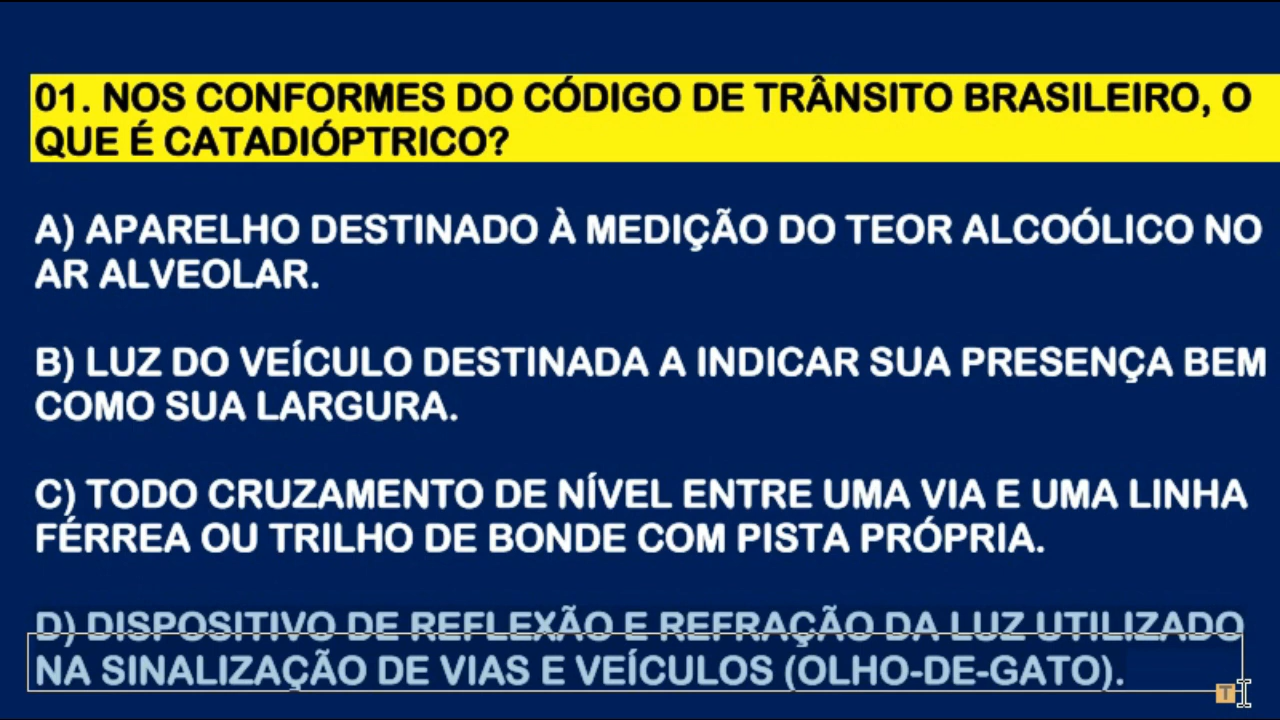 01. NOS CONFORMES DO CÓDIGO DE TRÂNSITO BRASILEIRO, O
QUE É CATADIÓPTRICO?
A) APARELHO DESTINADO À MEDIÇÃO DO TEOR ALCOÓLICO NO
AR ALVEOLAR.
B) LUZ DO VEÍCULO DESTINADA A INDICAR SUA PRESENÇA BEM
COMO SUA LARGURA.
C) TODO CRUZAMENTO DE NÍVEL ENTRE UMA VIA E UMA LINHA
FÉRREA OU TRILHO DE BONDE COM PISTA PRÓPRIA.
D) DISPOSITIVO DE REFLEXÃO E REFRAÇÃO DA LUZ UTILIZADO
NA SINALIZAÇÃO DE VIAS E VEÍCULOS (OLHO-DE-GATO).
T